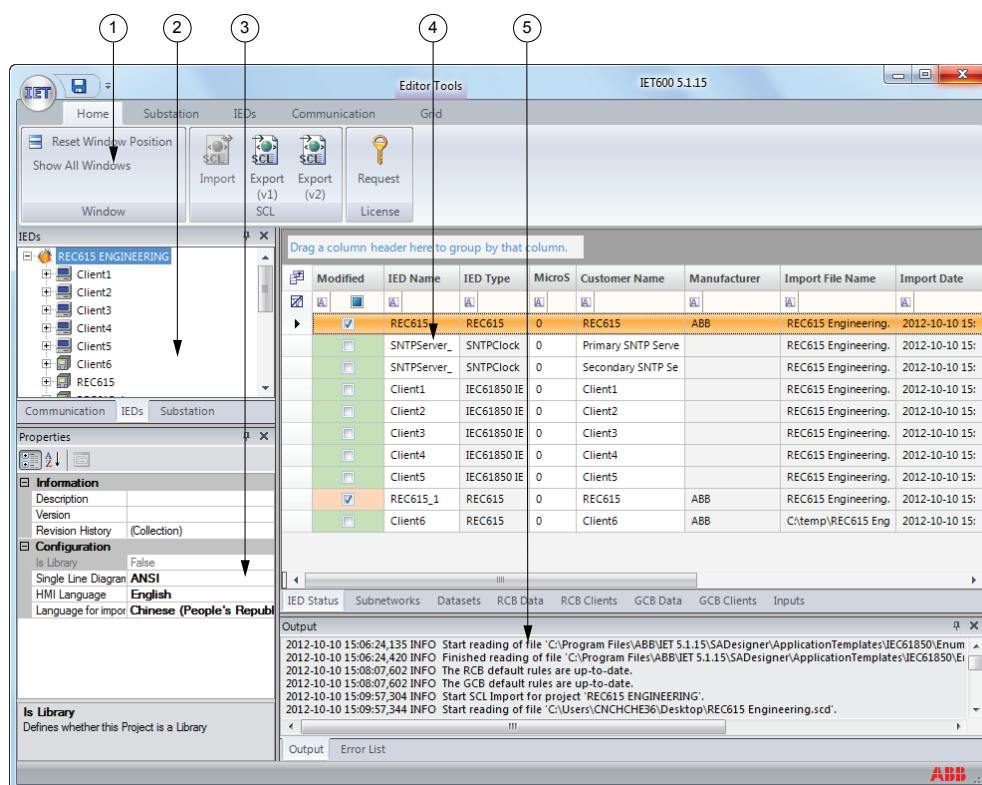 1 2 3 4 5
IET
Editor Tools IET600 5.1.15
Home Substation IEDs Communication Grid
Reset Window Position
Show All Windows
SCL SCL SCL
Import Export (v1) Export (v2) Request
Window SCL License
IEDs
REC615 ENGINEERING
Client1
Client2
Client3
Client4
Client5
Client6
REC615
Communication IEDs Substation
Properties
Information
Description
Version
Revision History (Collection)
Configuration
Is Library False
Single Line Diagran ANSI
HMI Language English
Language for impor Chinese (People's Republ
Is Library
Defines whether this Project is a Library
Drag a column header here to group by that column.
Modified IED Name IED Type MicroS Customer Name Manufacturer Import File Name Import Date
REC615 REC615 0 REC615 ABB REC615 Engineering. 2012-10-10 15:
SNTPServer_ SNTPClock 0 Primary SNTP Serve REC615 Engineering. 2012-10-10 15:
SNTPServer_ SNTPClock 0 Secondary SNTP Se REC615 Engineering. 2012-10-10 15:
Client1 IEC61850 IE 0 Client1 REC615 Engineering. 2012-10-10 15:
Client2 IEC61850 IE 0 Client2 REC615 Engineering. 2012-10-10 15:
Client3 IEC61850 IE 0 Client3 REC615 Engineering. 2012-10-10 15:
Client4 IEC61850 IE 0 Client4 REC615 Engineering. 2012-10-10 15:
Client5 IEC61850 IE 0 Client5 REC615 Engineering. 2012-10-10 15:
REC615_1 REC615 0 REC615 ABB REC615 Engineering. 2012-10-10 15:
Client6 REC615 0 Client6 ABB C:\temp\REC615 Eng 2012-10-10 15:
IED Status Subnetworks Datasets RCB Data RCB Clients GCB Data GCB Clients Inputs
Output
2012-10-10 15:06:24,135 INFO Start reading of file 'C:\Program Files\ABB\IET 5.1.15\SADesigner\ApplicationTemplates\IEC61850\Enum
2012-10-10 15:06:24,420 INFO Finished reading of file 'C:\Program Files\ABB\IET 5.1.15\SADesigner\ApplicationTemplates\IEC61850\Er
2012-10-10 15:08:07,602 INFO The RCB default rules are up-to-date.
2012-10-10 15:08:07,602 INFO The GCB default rules are up-to-date.
2012-10-10 15:09:57,304 INFO Start SCL Import for project 'REC615 ENGINEERING'.
2012-10-10 15:09:57,344 INFO Start reading of file 'C:\Users\CNCHCHE36\Desktop\REC615 Engineering.scd'.
Output Error List
ABB